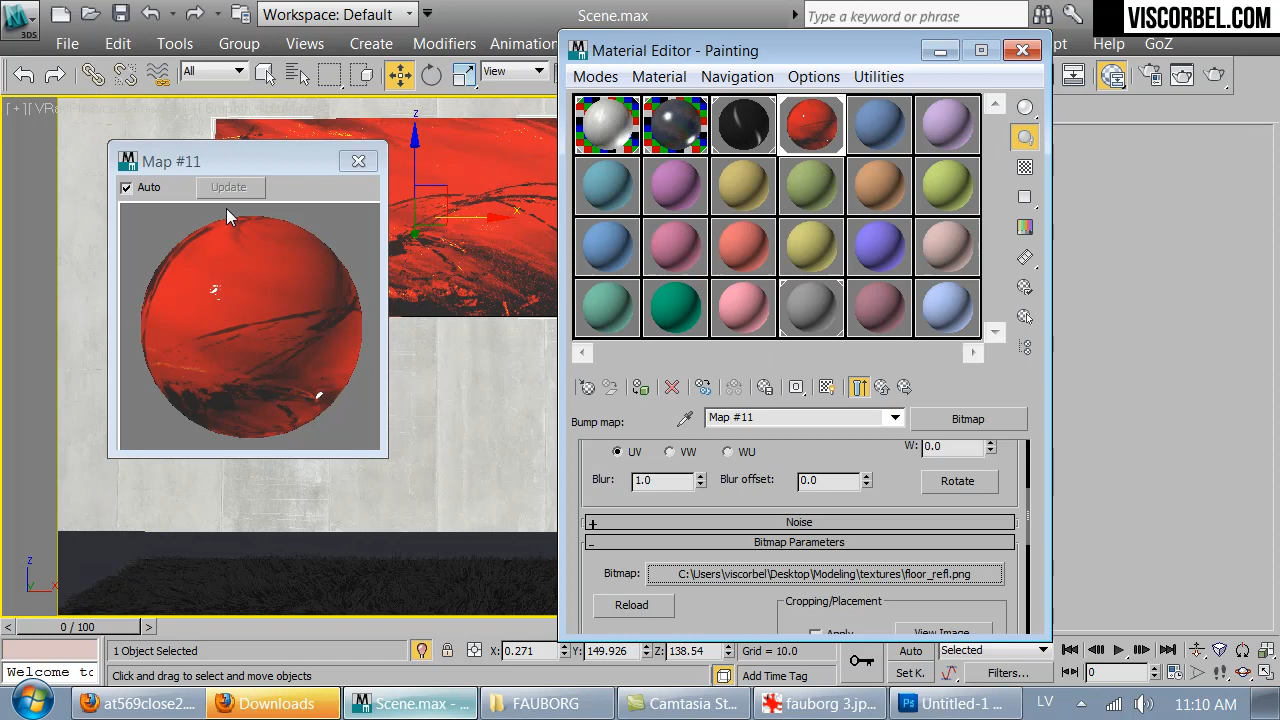 3DS
Workspace: Default
Scene.max
Type a keyword or phrase
VISCORBEL.COM
File Edit Tools Group Views Create Modifiers Animation
pt Help GoZ
All
View
Material Editor - Painting
Modes Material Navigation Options Utilities
Map #11
Auto
Update
z
x
Bump map:
Map #11
Bitmap
UV
VW
WU
W:
0.0
Blur:
1.0
Blur offset:
0.0
Rotate
+ Noise
- Bitmap Parameters
Bitmap:
C:\Users\viscorbel\Desktop\Modeling\textures\floor_refl.png
Reload
Cropping/Placement
Apply
View Image
z
x
0 / 100
1 Object Selected
X: 0.271
Y: 149.926
Z: 138.54
Grid = 10.0
Auto
Selected
Welcome to
Click and drag to select and move objects
Add Time Tag
Set K.
Filters...
0
at569close2...
Downloads
Scene.max - ...
FAUBORG
Camtasia St...
fauborg 3.jp...
Untitled-1 ...
LV
11:10 AM